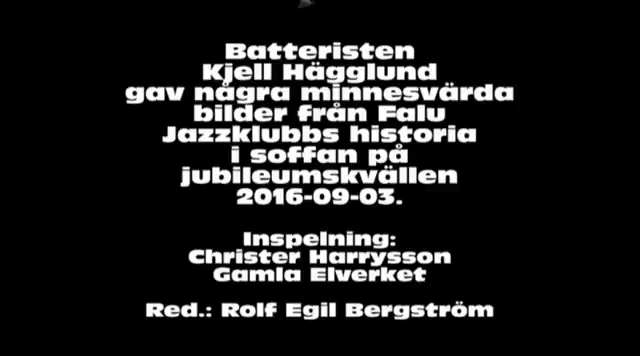 Batteristen
Kjell Hägglund
gav några minnesvärda
bilder från Falu
Jazzklubbs historia
i soffan på
jubileumskvällen
2016-09-03.
Inspelning:
Christer Harrysson
Gamla Elverket
Red.: Rolf Egil Bergström